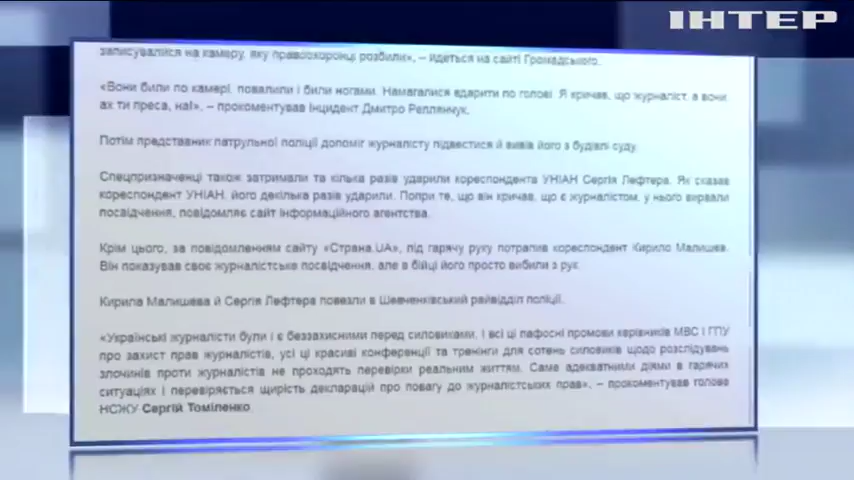 ІНТЕР
записувалися на камеру, яку правоохоронці розбили», – йдеться на сайті Громадського.
«Вони били по камері, повалили і били ногами. Намагалися вдарити по голові. Я кричав, що журналіст, а вони:
ах ти преса, на!», – прокоментував інцидент Дмитро Реплянчук.
Потім представник патрульної поліції допоміг журналісту підвестися й вивів його з будівлі суду.
Спецпризначенці також затримали та кілька разів ударили кореспондента УНІАН Сергія Лефтера. Як сказав
кореспондент УНІАН, його декілька разів ударили. Попри те, що він кричав, що є журналістом, у нього вирвали
посвідчення, повідомляє сайт інформаційного агентства.
Крім цього, за повідомленням сайту «Страна.UA», під гарячу руку потрапив кореспондент Кирило Малишев.
Він показував своє журналістське посвідчення, але в бійці його просто вибили з рук.
Кирила Малишева й Сергія Лефтера повезли в Шевченківський райвідділ поліції.
«Українські журналісти були і є беззахисними перед силовиками. І всі ці пафосні промови керівників МВС і ГПУ
про захист прав журналістів, усі ці красиві конференції та тренінги для сотень силовиків щодо розслідувань
злочинів проти журналістів не проходять перевірки реальним життям. Саме адекватними діями в гарячих
ситуаціях і перевіряється щирість декларацій про повагу до журналістських прав», – прокоментував голова
НСЖУ Сергій Томіленко.